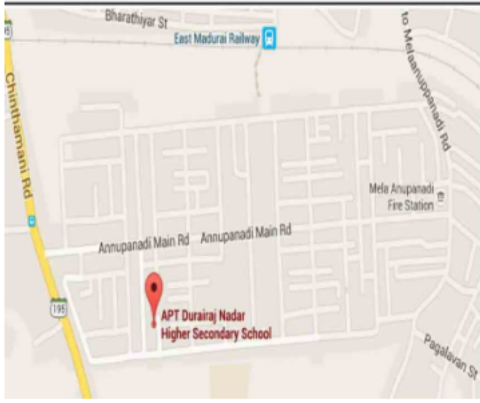 Bharathiyar St
East Madurai Railway
195
to Melaanuppanadi Rd
Chinthamani Rd
Mela Anupanadi
Fire Station
Annupanadi Main Rd Annupanadi Main Rd
195
APT Durairaj Nadar
Higher Secondary School
Pagalavan St